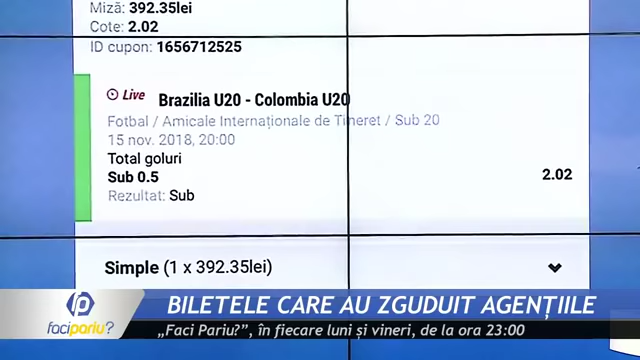 Miză: 392.35lei
Cote: 2.02
ID cupon: 1656712525
Live Brazilia U20 - Colombia U20
Fotbal / Amicale Internaționale de Tineret / Sub 20
15 nov. 2018, 20:00
Total goluri
Sub 0.5 2.02
Rezultat: Sub
Simple (1 x 392.35lei)
BILETELE CARE AU ZGUDUIT AGENȚIILE
facipariu? „Faci Pariu?”, în fiecare luni și vineri, de la ora 23:00